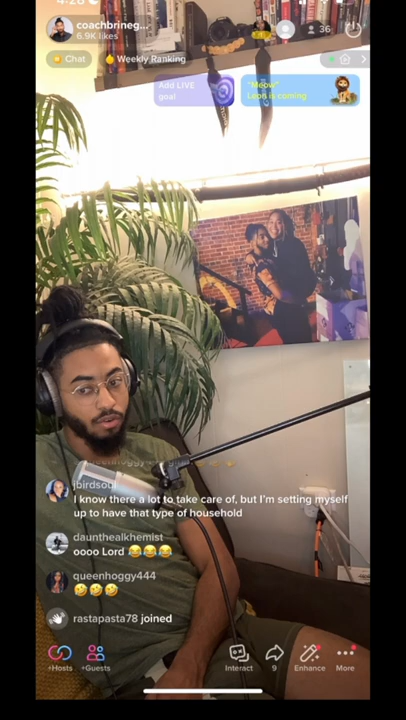 4:28
coachbrineg...
6.9K likes
36
Chat
Weekly Ranking
Add LIVE
goal
"Meow"
Leon is coming
jbirdsoul
I know there a lot to take care of, but I'm setting myself
up to have that type of household
daunthealkhemist
oooo Lord 😂😂😂
queenhoggy444
🤣🤣🤣
rastapasta78 joined
+Hosts
+Guests
Interact
9
Enhance
More